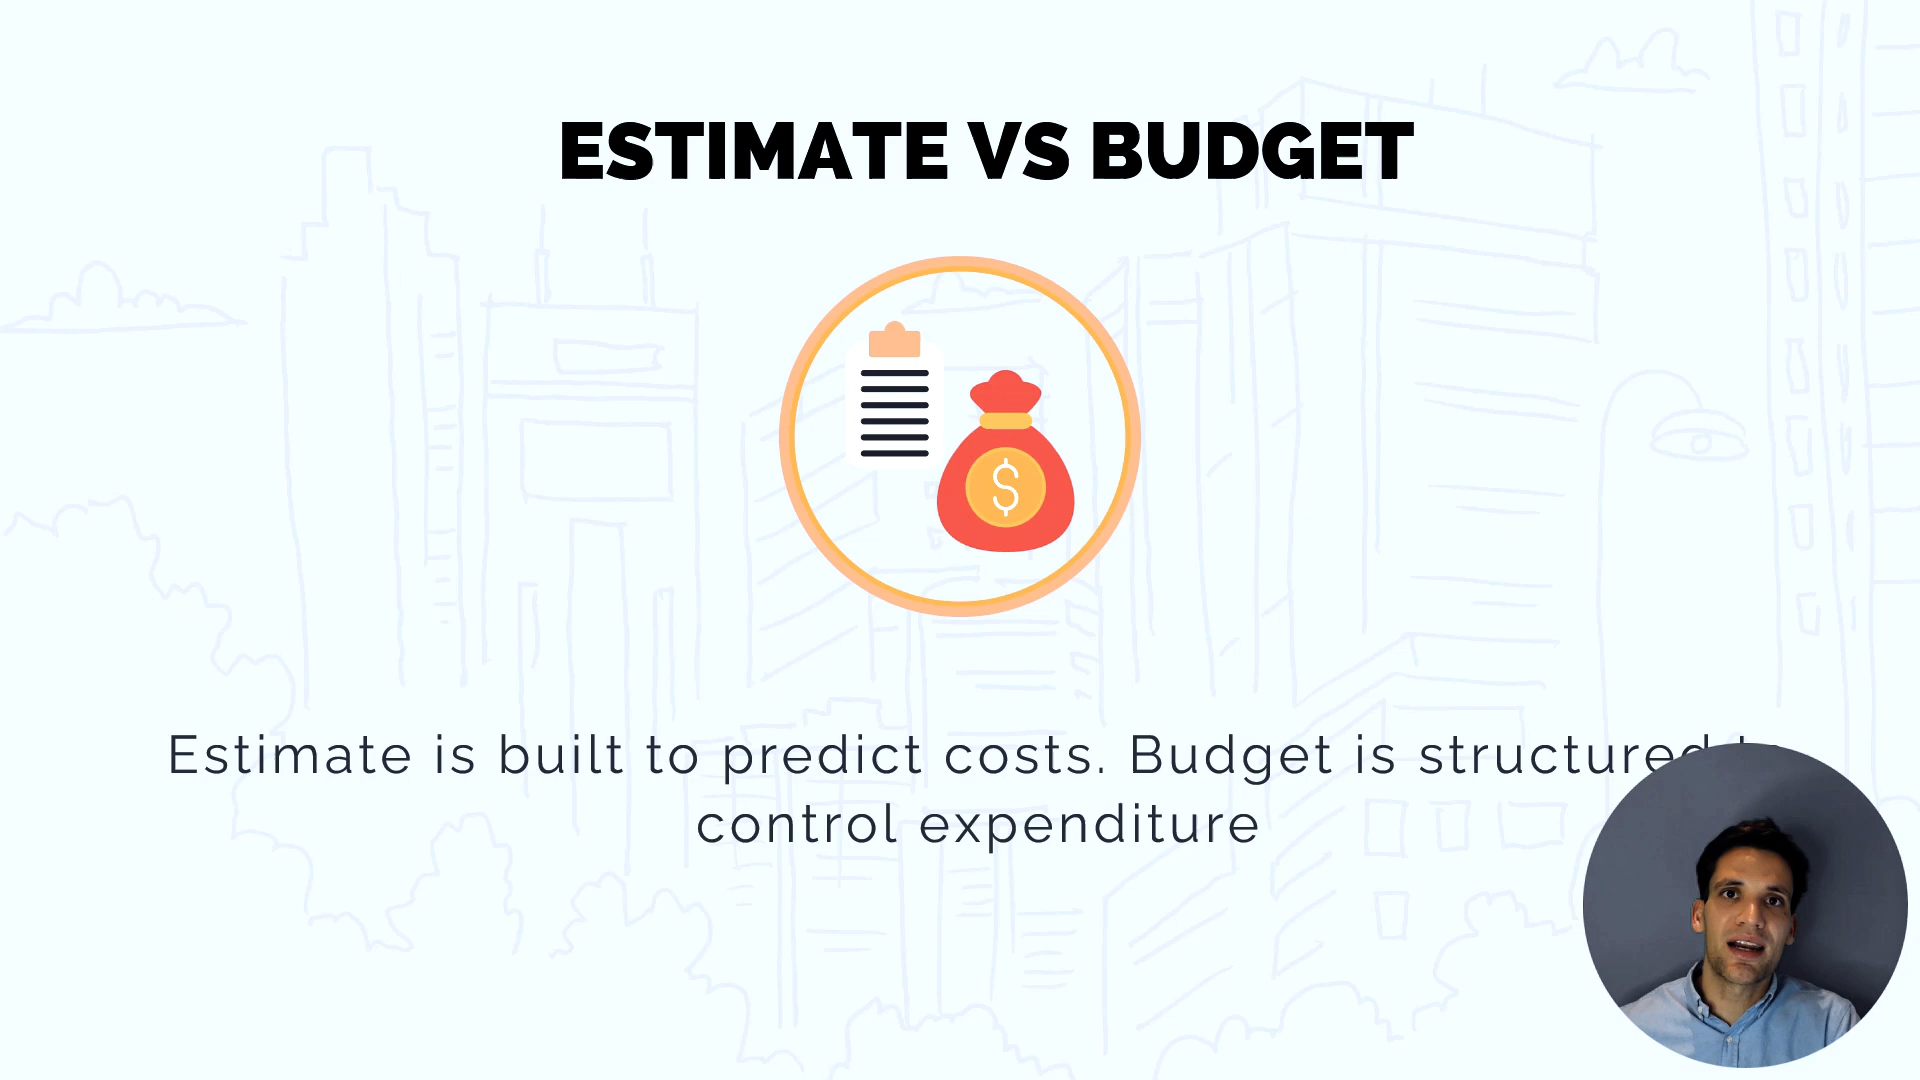 ESTIMATE VS BUDGET
$
Estimate is built to predict costs. Budget is structured
control expenditure